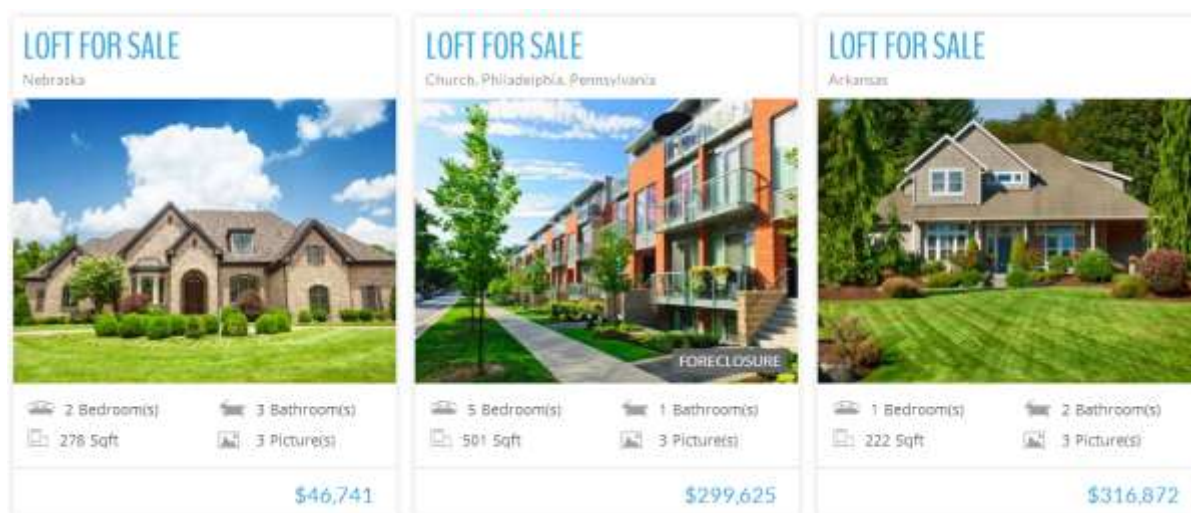 LOFT FOR SALE
Nebraska
2 Bedroom(s)
3 Bathroom(s)
278 Sqft
3 Picture(s)
$46,741
LOFT FOR SALE
Church, Philadelphia, Pennsylvania
FORECLOSURE
5 Bedroom(s)
1 Bathroom(s)
501 Sqft
3 Picture(s)
$299,625
LOFT FOR SALE
Arkansas
1 Bedroom(s)
2 Bathroom(s)
222 Sqft
3 Picture(s)
$316,872